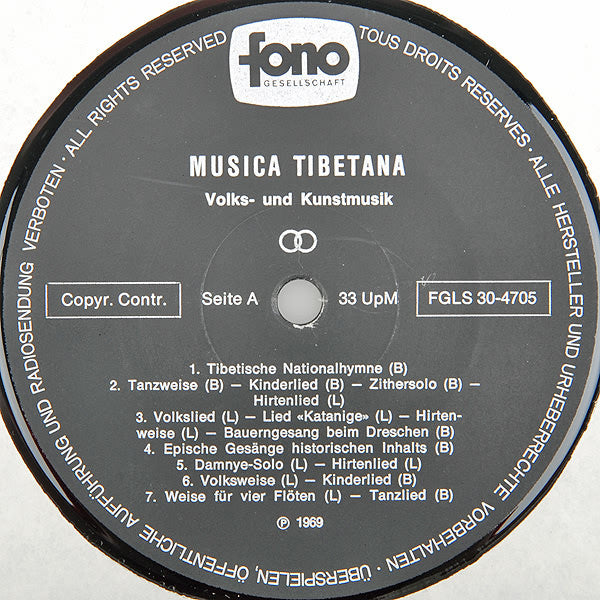 fono
GESELLSCHAFT
MUSICA TIBETANA
Volks- und Kunstmusik
Copyr. Contr.
Seite A
33 UpM
FGLS 30-4705
1. Tibetische Nationalhymne (B)
2. Tanzweise (B) — Kinderlied (B) — Zithersolo (B) —
Hirtenlied (L)
3. Volkslied (L) — Lied «Katanige» (L) — Hirten-
weise (L) — Bauerngesang beim Dreschen (B)
4. Epische Gesänge historischen Inhalts (B)
5. Damnye-Solo (L) — Hirtenlied (L)
6. Volksweise (L) — Kinderlied (B)
7. Weise für vier Flöten (L) — Tanzlied (B)
℗ 1969
TOUS DROITS RESERVES · ALLE HERSTELLER UND URHEBERRECHTE VORBEHALTEN · ÜBERSPIELEN, ÖFFENTLICHE AUFFÜHRUNG UND RADIOSENDUNG VERBOTEN · ALL RIGHTS RESERVED